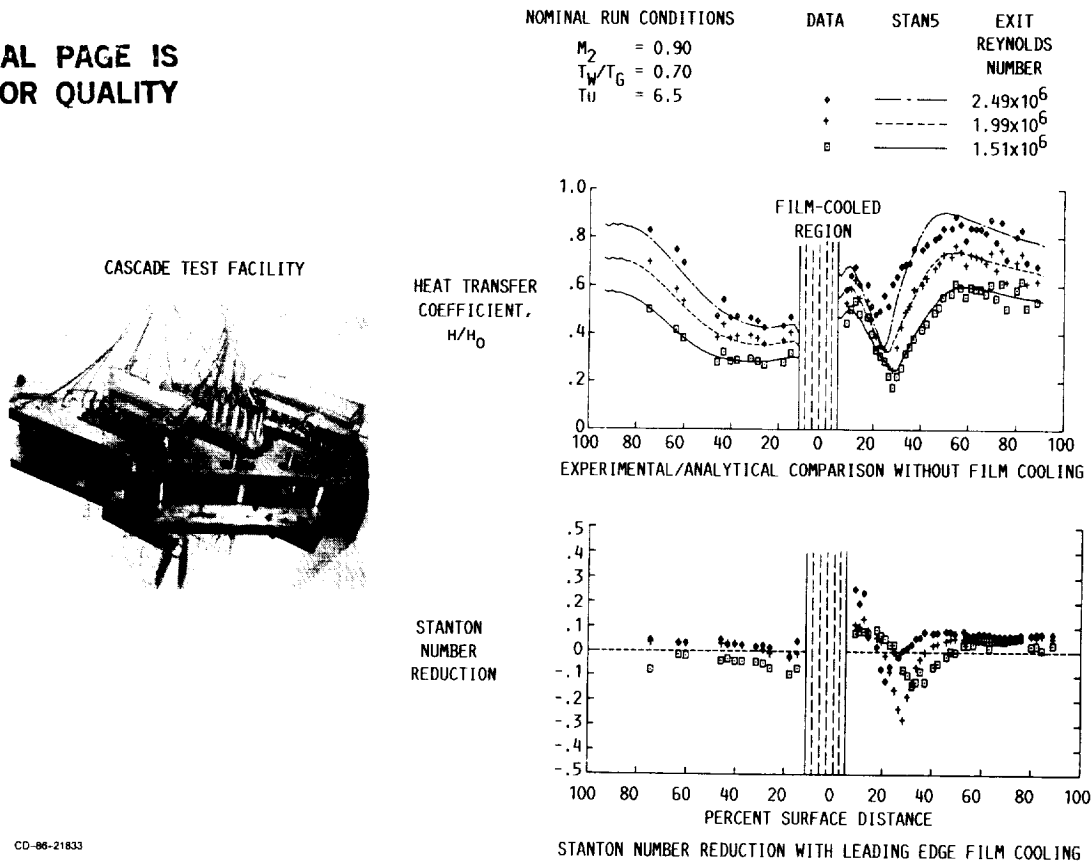 AL PAGE IS
OR QUALITY
NOMINAL RUN CONDITIONS
M2 = 0.90
TW/TG = 0.70
Tu = 6.5
DATA STAN5 EXIT
REYNOLDS
NUMBER
2.49x10^6
1.99x10^6
1.51x10^6
CASCADE TEST FACILITY
HEAT TRANSFER
COEFFICIENT,
H/H0
1.0
.8
.6
.4
.2
0
FILM-COOLED
REGION
100 80 60 40 20 0 20 40 60 80 100
EXPERIMENTAL/ANALYTICAL COMPARISON WITHOUT FILM COOLING
STANTON
NUMBER
REDUCTION
.5
.4
.3
.2
.1
0
-.1
-.2
-.3
-.4
-.5
100 80 60 40 20 0 20 40 60 80 100
PERCENT SURFACE DISTANCE
STANTON NUMBER REDUCTION WITH LEADING EDGE FILM COOLING
CD-86-21833